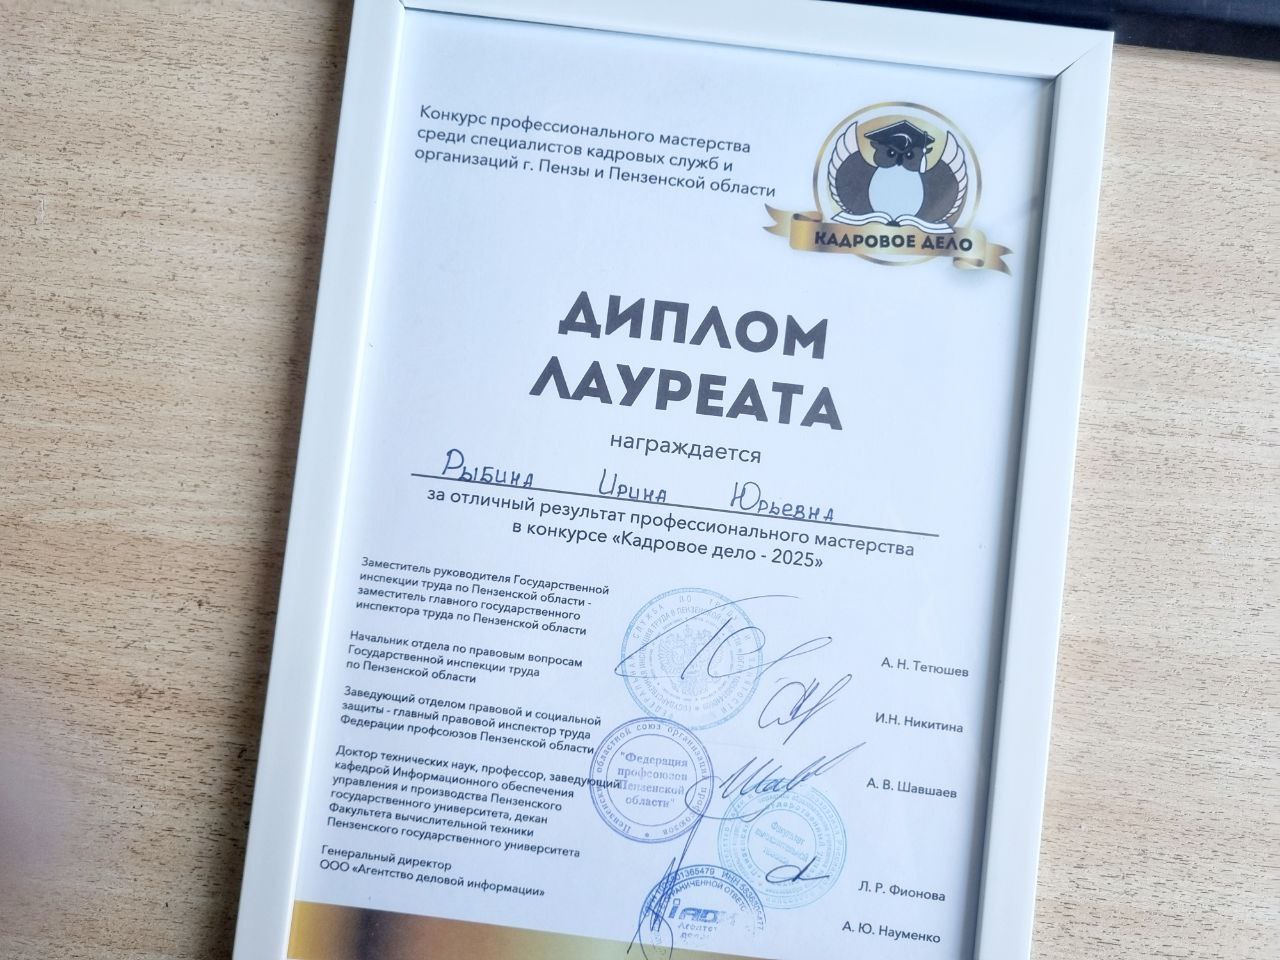 Конкурс профессионального мастерства
среди специалистов кадровых служб и
организаций г. Пензы и Пензенской области
КАДРОВОЕ ДЕЛО
ДИПЛОМ
ЛАУРЕАТА
награждается
Рыбина Ирина Юрьевна
за отличный результат профессионального мастерства
в конкурсе «Кадровое дело - 2025»
Заместитель руководителя Государственной
инспекции труда по Пензенской области -
заместитель главного государственного
инспектора труда по Пензенской области
А. Н. Тетюшев
Начальник отдела по правовым вопросам
Государственной инспекции труда
по Пензенской области
И.Н. Никитина
Заведующий отделом правовой и социальной
защиты - главный правовой инспектор труда
Федерации профсоюзов Пензенской области
А. В. Шавшаев
Доктор технических наук, профессор, заведующий
кафедрой Информационного обеспечения
управления и производства Пензенского
государственного университета, декан
Факультета вычислительной техники
Пензенского государственного университета
Л. Р. Фионова
Генеральный директор
ООО «Агентство деловой информации»
А. Ю. Науменко
"Федерация
профсоюзов
Пензенской
области"